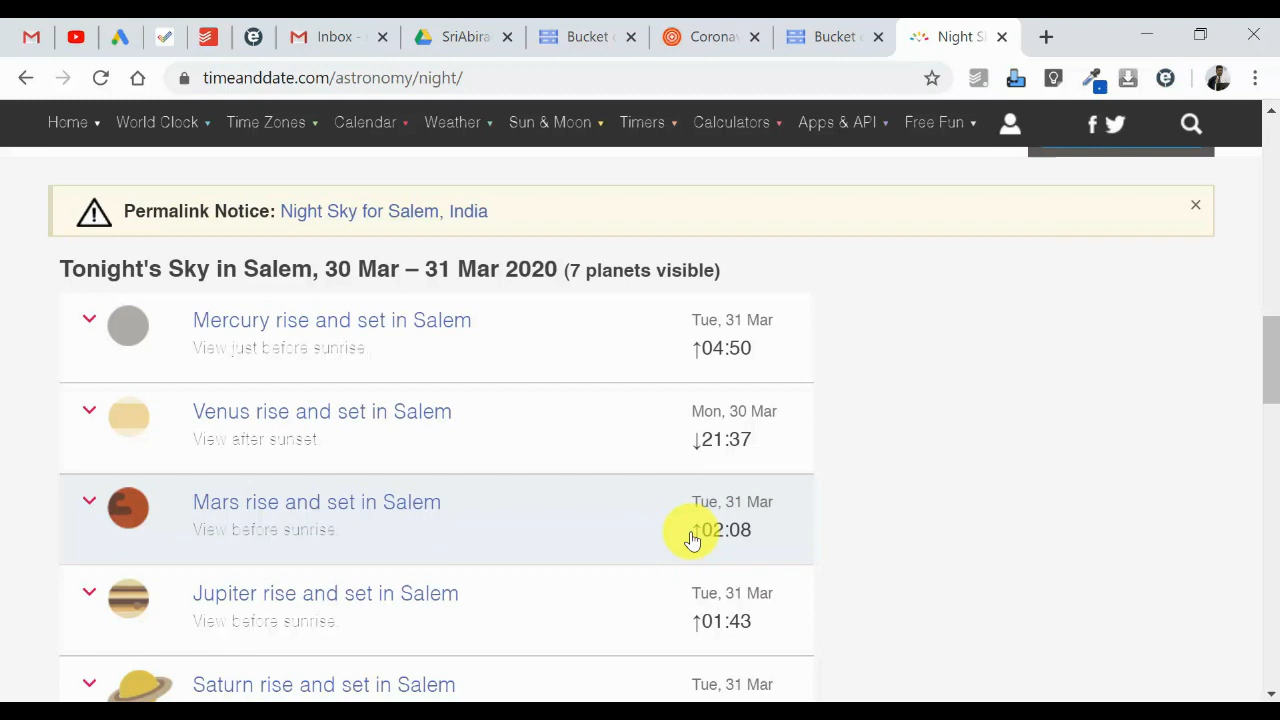 Inbox -
SriAbira
Bucket
Corona
Bucket
Night S
timeanddate.com/astronomy/night/
Home World Clock Time Zones Calendar Weather Sun & Moon Timers Calculators Apps & API Free Fun
Permalink Notice: Night Sky for Salem, India
Tonight's Sky in Salem, 30 Mar – 31 Mar 2020 (7 planets visible)
Mercury rise and set in Salem
Tue, 31 Mar
View just before sunrise.
↑04:50
Venus rise and set in Salem
Mon, 30 Mar
View after sunset.
↓21:37
Mars rise and set in Salem
Tue, 31 Mar
View before sunrise.
↑02:08
Jupiter rise and set in Salem
Tue, 31 Mar
View before sunrise.
↑01:43
Saturn rise and set in Salem
Tue, 31 Mar